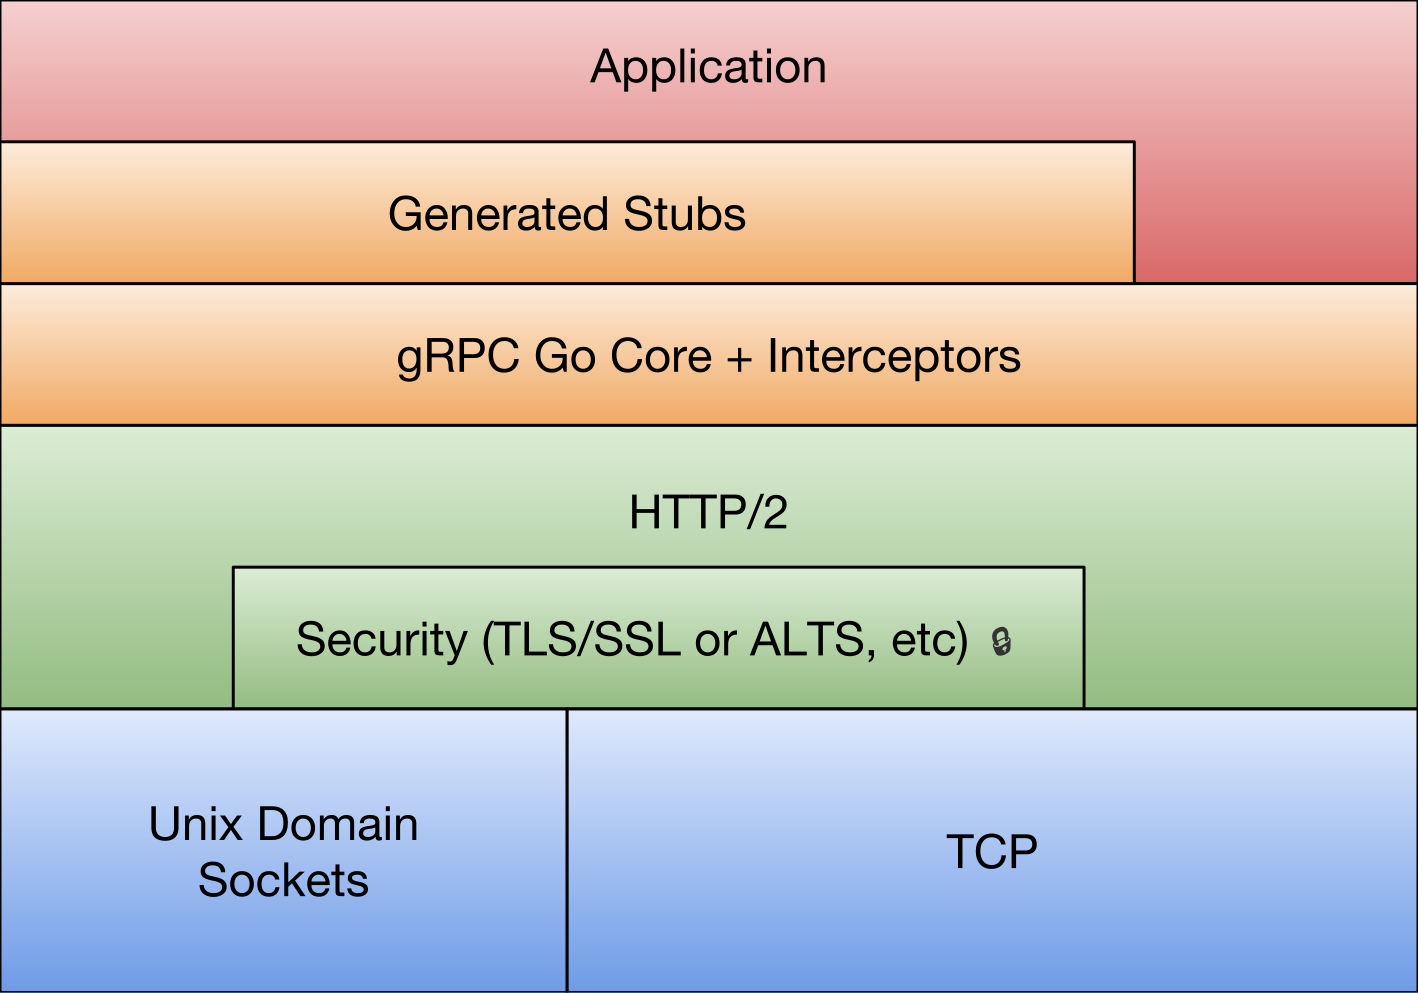 Application
Generated Stubs
gRPC Go Core + Interceptors
HTTP/2
Security (TLS/SSL or ALTS, etc) 🔒
Unix Domain
Sockets
TCP